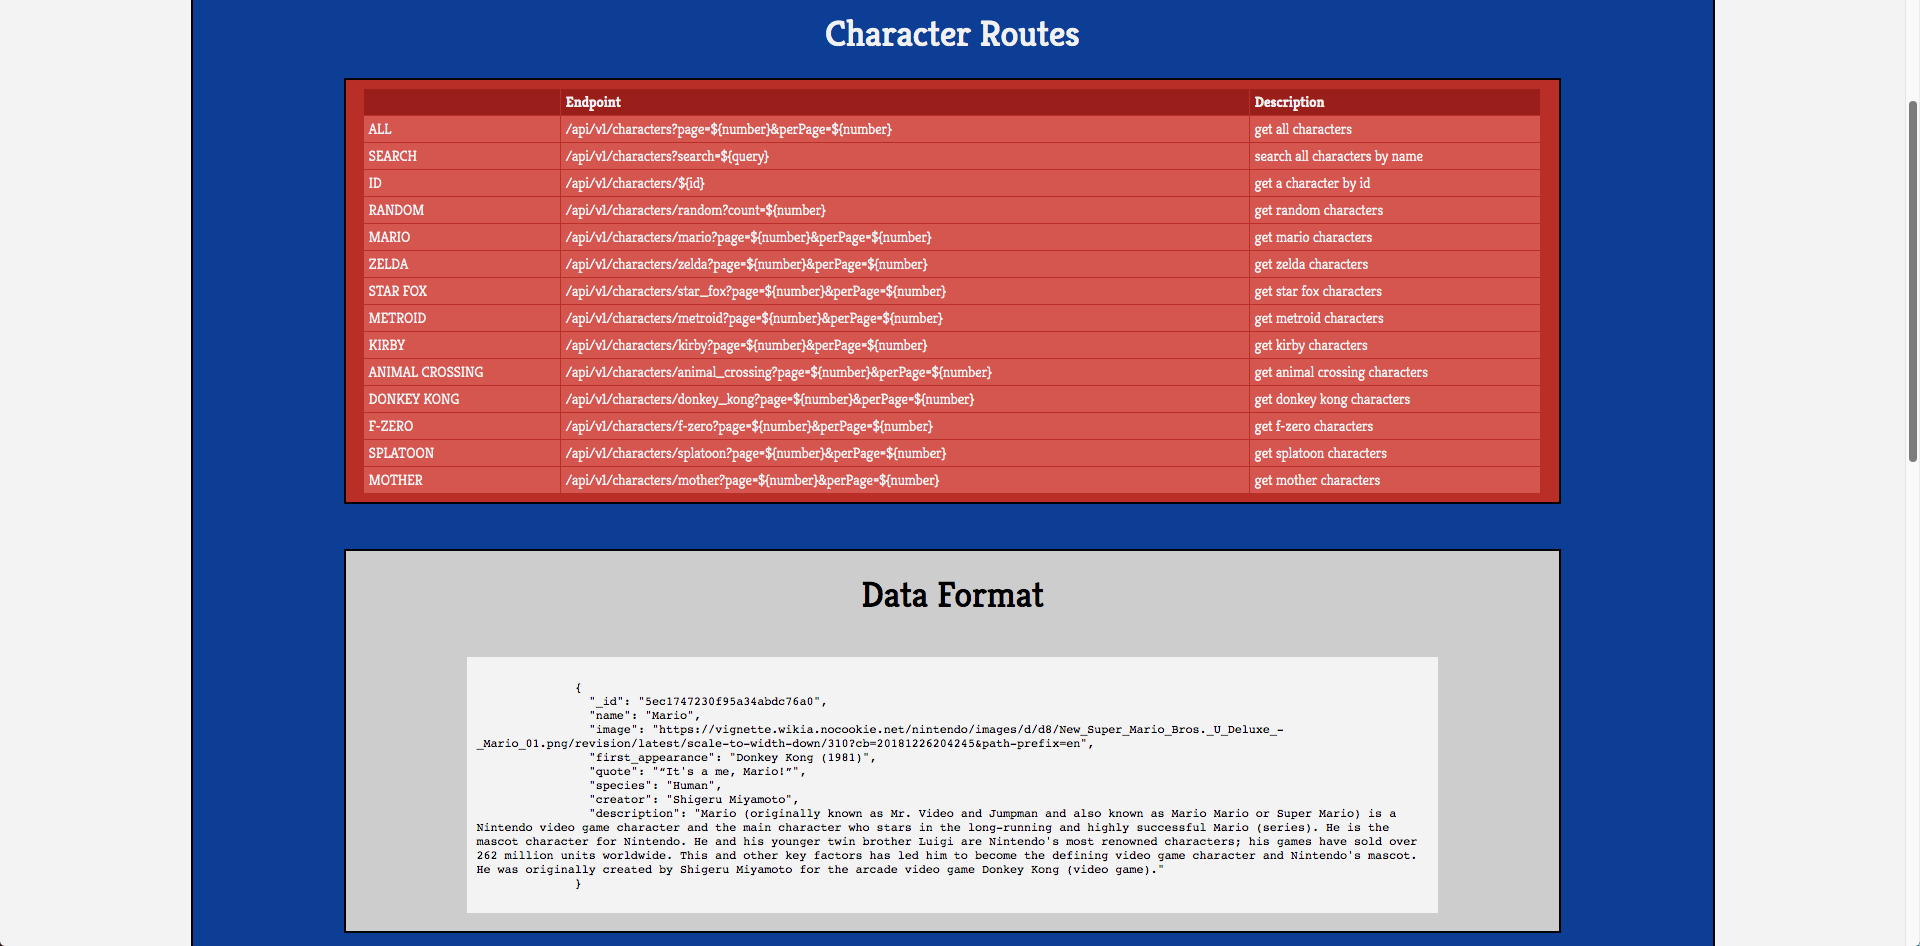 Character Routes
Endpoint Description
ALL /api/v1/characters?page=${number}&perPage=${number} get all characters
SEARCH /api/v1/characters?search=${query} search all characters by name
ID /api/v1/characters/${id} get a character by id
RANDOM /api/v1/characters/random?count=${number} get random characters
MARIO /api/v1/characters/mario?page=${number}&perPage=${number} get mario characters
ZELDA /api/v1/characters/zelda?page=${number}&perPage=${number} get zelda characters
STAR FOX /api/v1/characters/star_fox?page=${number}&perPage=${number} get star fox characters
METROID /api/v1/characters/metroid?page=${number}&perPage=${number} get metroid characters
KIRBY /api/v1/characters/kirby?page=${number}&perPage=${number} get kirby characters
ANIMAL CROSSING /api/v1/characters/animal_crossing?page=${number}&perPage=${number} get animal crossing characters
DONKEY KONG /api/v1/characters/donkey_kong?page=${number}&perPage=${number} get donkey kong characters
F-ZERO /api/v1/characters/f-zero?page=${number}&perPage=${number} get f-zero characters
SPLATOON /api/v1/characters/splatoon?page=${number}&perPage=${number} get splatoon characters
MOTHER /api/v1/characters/mother?page=${number}&perPage=${number} get mother characters
Data Format
{
"_id": "5ec1747230f95a34abdc76a0",
"name": "Mario",
"image": "https://vignette.wikia.nocookie.net/nintendo/images/d/d8/New_Super_Mario_Bros._U_Deluxe_-
_Mario_01.png/revision/latest/scale-to-width-down/310?cb=20181226204245&path-prefix=en",
"first_appearance": "Donkey Kong (1981)",
"quote": "“It's a me, Mario!”",
"species": "Human",
"creator": "Shigeru Miyamoto",
"description": "Mario (originally known as Mr. Video and Jumpman and also known as Mario Mario or Super Mario) is a
Nintendo video game character and the main character who stars in the long-running and highly successful Mario (series). He is the
mascot character for Nintendo. He and his younger twin brother Luigi are Nintendo's most renowned characters; his games have sold over
262 million units worldwide. This and other key factors has led him to become the defining video game character and Nintendo's mascot.
He was originally created by Shigeru Miyamoto for the arcade video game Donkey Kong (video game)."
}